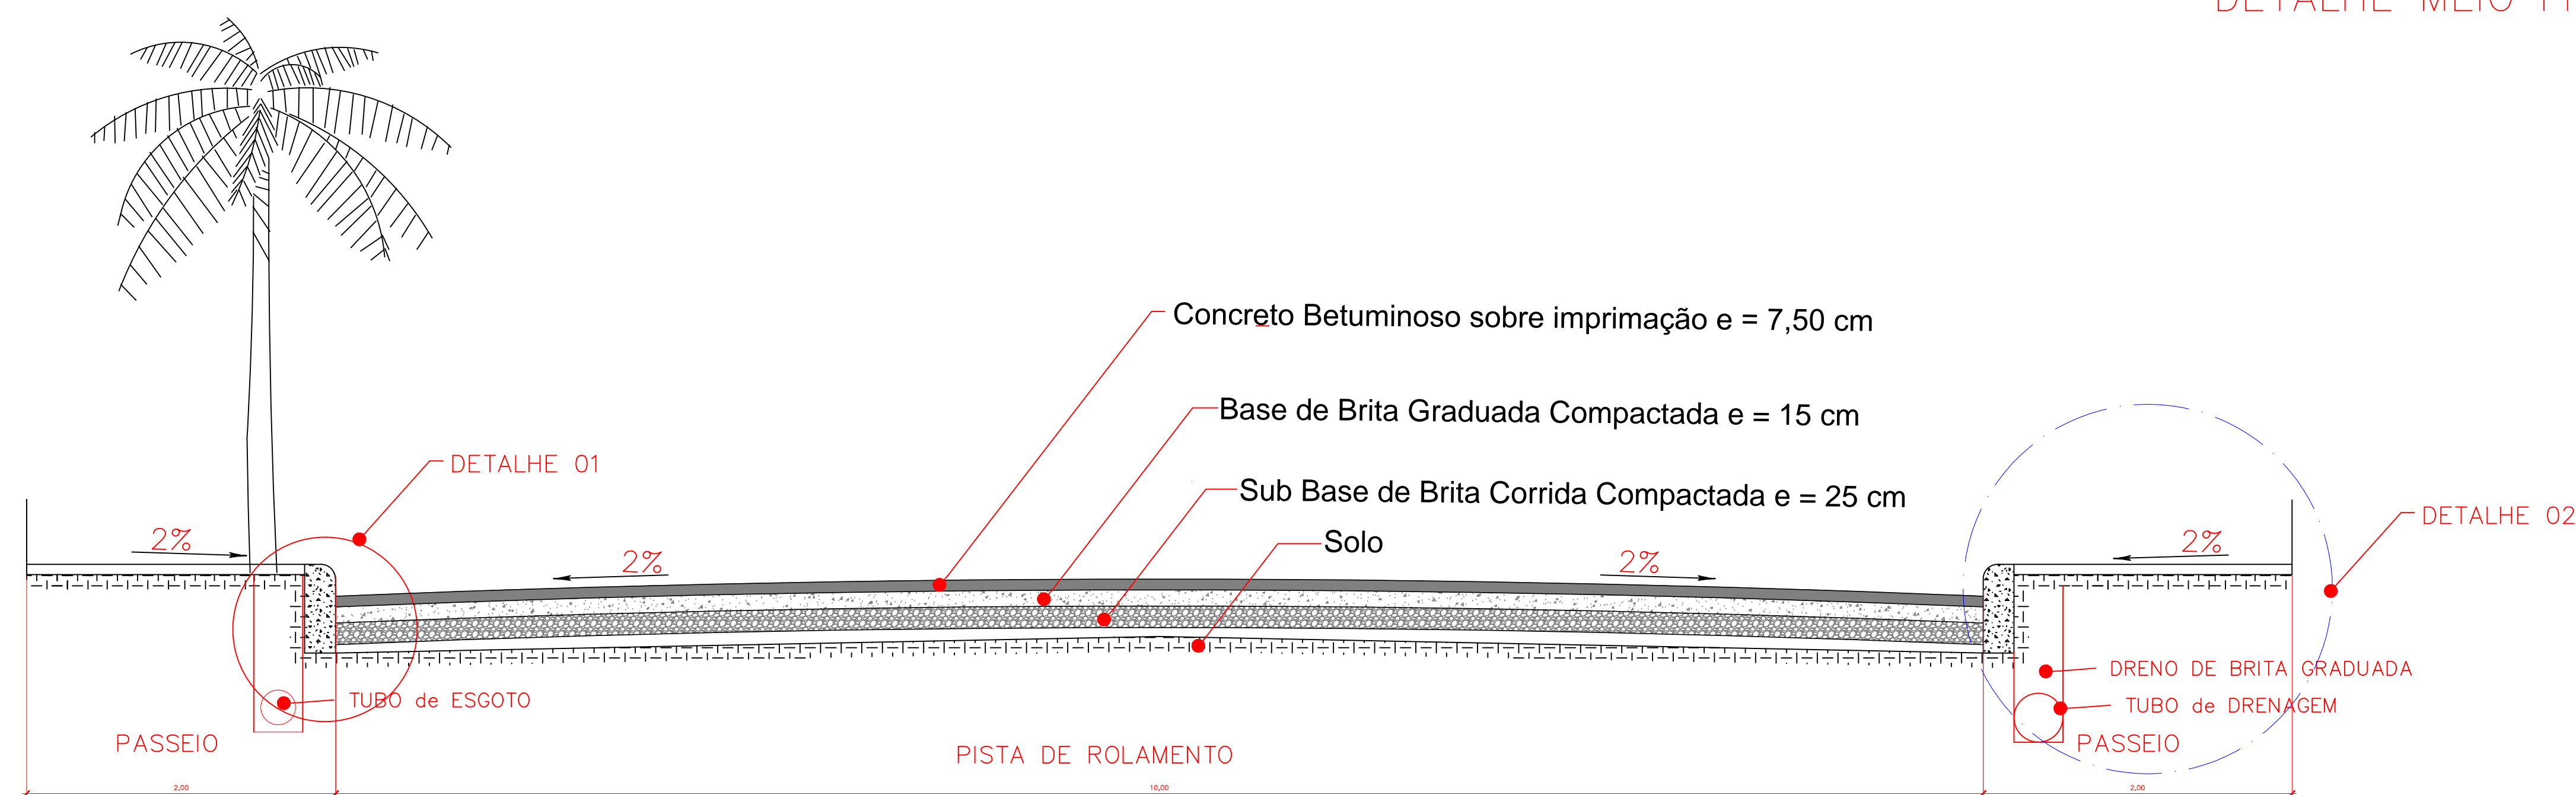 DETALHE MEIO
Concreto Betuminoso sobre imprimação e = 7,50 cm
Base de Brita Graduada Compactada e = 15 cm
DETALHE 01
Sub Base de Brita Corrida Compactada e = 25 cm
DETALHE 02
Solo
2%
2%
2%
2%
DRENO DE BRITA GRADUADA
TUBO de ESGOTO
TUBO de DRENAGEM
PASSEIO
PISTA DE ROLAMENTO
PASSEIO
2,00
10,00
2,00